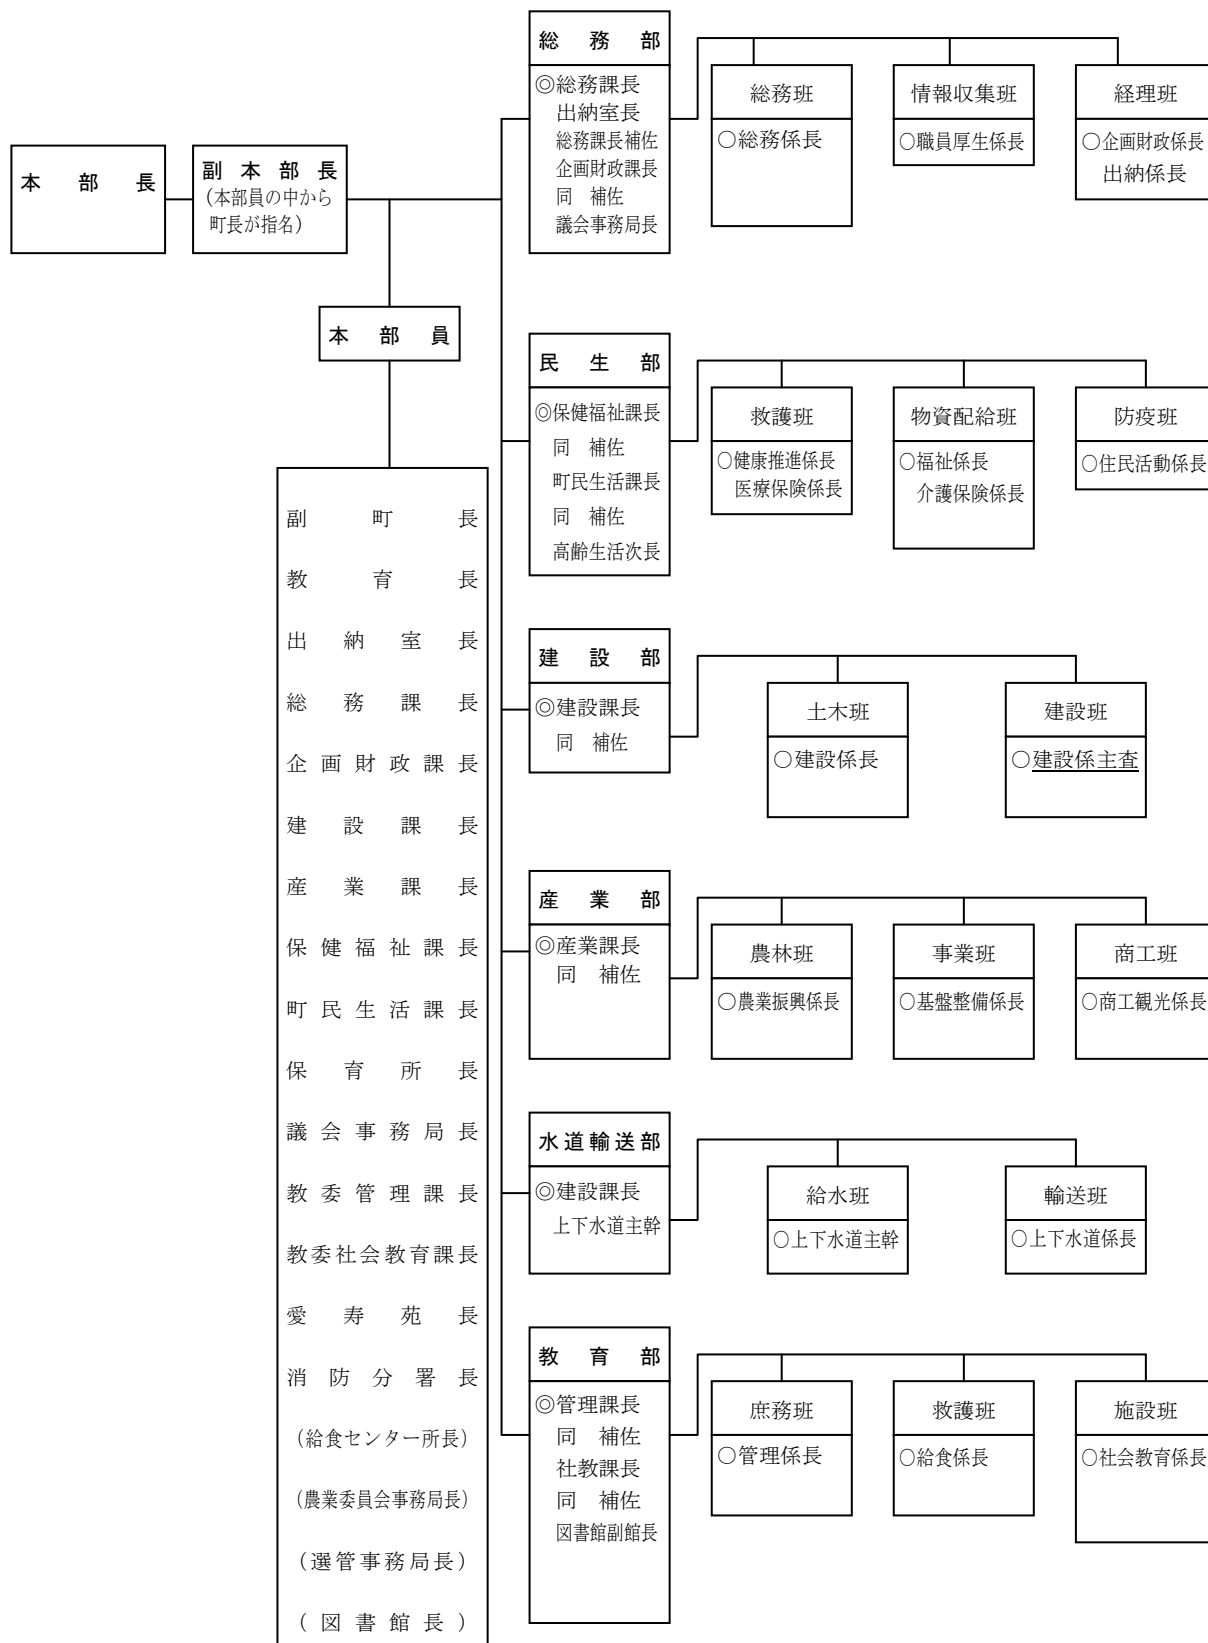 本部長
副本部長
（本部員の中から
町長が指名）
本部員
副町長
教育長
出納室長
総務課長
企画財政課長
建設課長
産業課長
保健福祉課長
町民生活課長
保育所長
議会事務局長
教委管理課長
教委社会教育課長
愛寿苑長
消防分署長
（給食センター所長）
（農業委員会事務局長）
（選管事務局長）
（図書館長）
総務部
◎総務課長
出納室長
総務課長補佐
企画財政課長
同　補佐
議会事務局長
総務班
○総務係長
情報収集班
○職員厚生係長
経理班
○企画財政係長
出納係長
民生部
◎保健福祉課長
同　補佐
町民生活課長
同　補佐
高齢生活次長
救護班
○健康推進係長
医療保険係長
物資配給班
○福祉係長
介護保険係長
防疫班
○住民活動係長
建設部
◎建設課長
同　補佐
土木班
○建設係長
建設班
○建設係主査
産業部
◎産業課長
同　補佐
農林班
○農業振興係長
事業班
○基盤整備係長
商工班
○商工観光係長
水道輸送部
◎建設課長
上下水道主幹
給水班
○上下水道主幹
輸送班
○上下水道係長
教育部
◎管理課長
同　補佐
社教課長
同　補佐
図書館副館長
庶務班
○管理係長
救護班
○給食係長
施設班
○社会教育係長